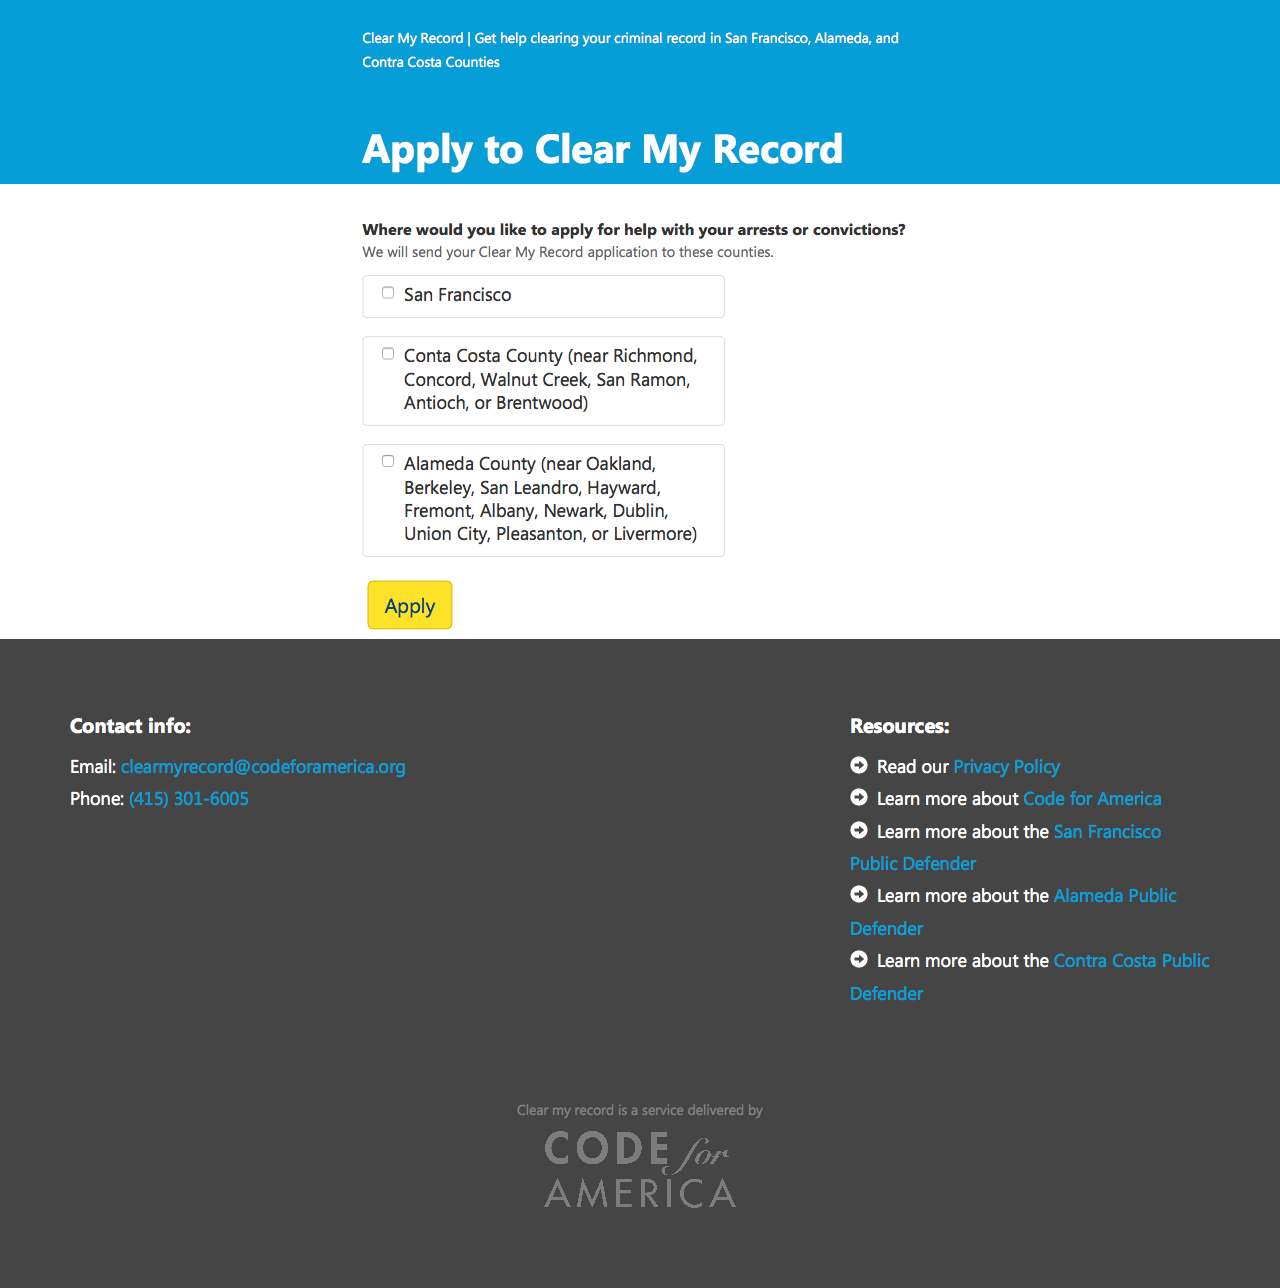 Clear My Record | Get help clearing your criminal record in San Francisco, Alameda, and
Contra Costa Counties
Apply to Clear My Record
Where would you like to apply for help with your arrests or convictions?
We will send your Clear My Record application to these counties.
San Francisco
Conta Costa County (near Richmond,
Concord, Walnut Creek, San Ramon,
Antioch, or Brentwood)
Alameda County (near Oakland,
Berkeley, San Leandro, Hayward,
Fremont, Albany, Newark, Dublin,
Union City, Pleasanton, or Livermore)
Apply
Contact info:
Email: clearmyrecord@codeforamerica.org
Phone: (415) 301-6005
Resources:
Read our Privacy Policy
Learn more about Code for America
Learn more about the San Francisco
Public Defender
Learn more about the Alameda Public
Defender
Learn more about the Contra Costa Public
Defender
Clear my record is a service delivered by
CODE for
AMERICA